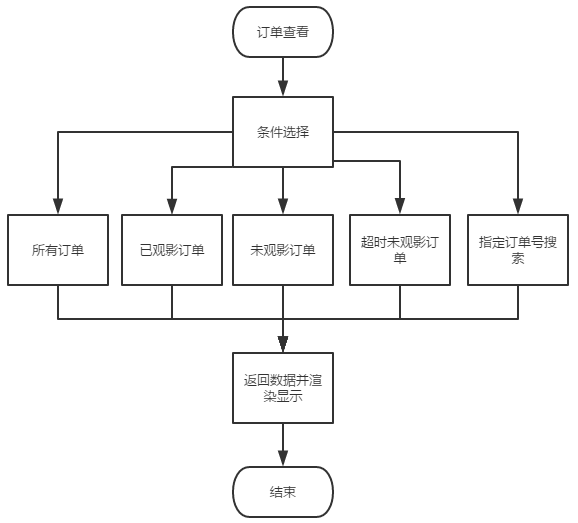 订单查看
条件选择
所有订单
已观影订单
未观影订单
超时未观影订
单
指定订单号搜
索
返回数据并渲
染显示
结束